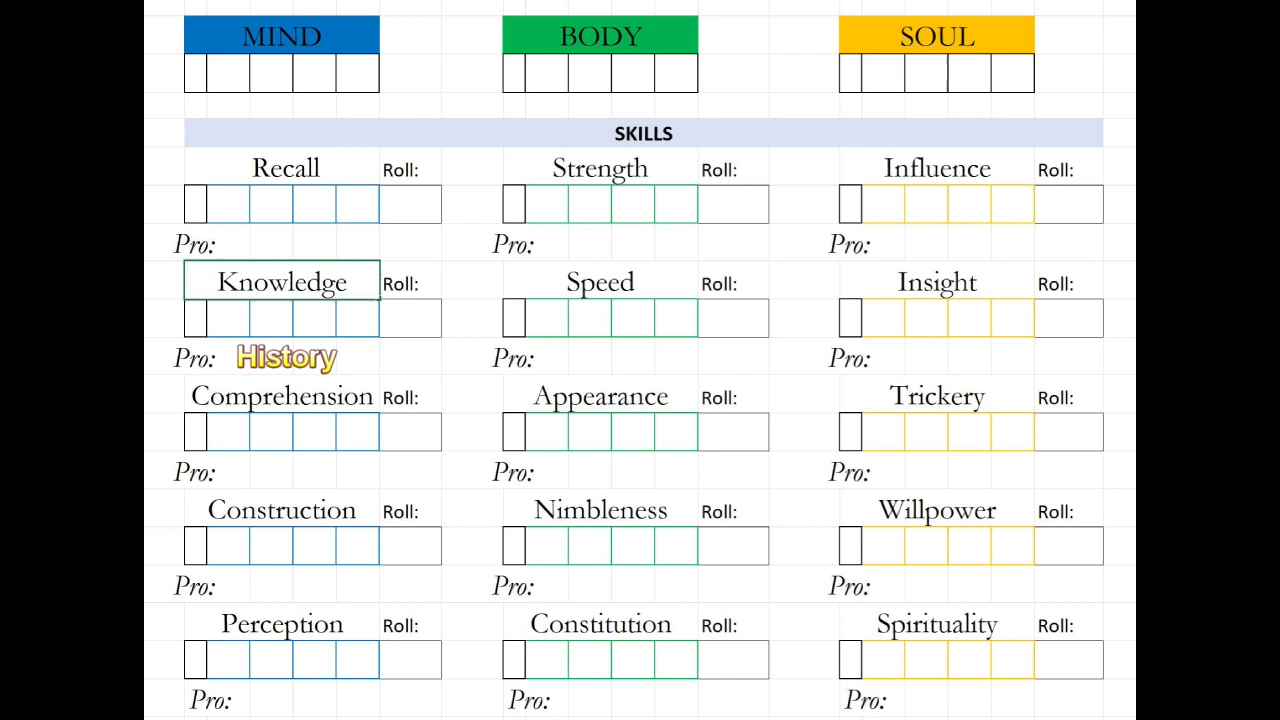 MIND BODY SOUL
SKILLS
Recall Roll: Strength Roll: Influence Roll:
Pro: Pro: Pro:
Knowledge Roll: Speed Roll: Insight Roll:
Pro: History Pro: Pro:
Comprehension Roll: Appearance Roll: Trickery Roll:
Pro: Pro: Pro:
Construction Roll: Nimbleness Roll: Willpower Roll:
Pro: Pro: Pro:
Perception Roll: Constitution Roll: Spirituality Roll:
Pro: Pro: Pro: